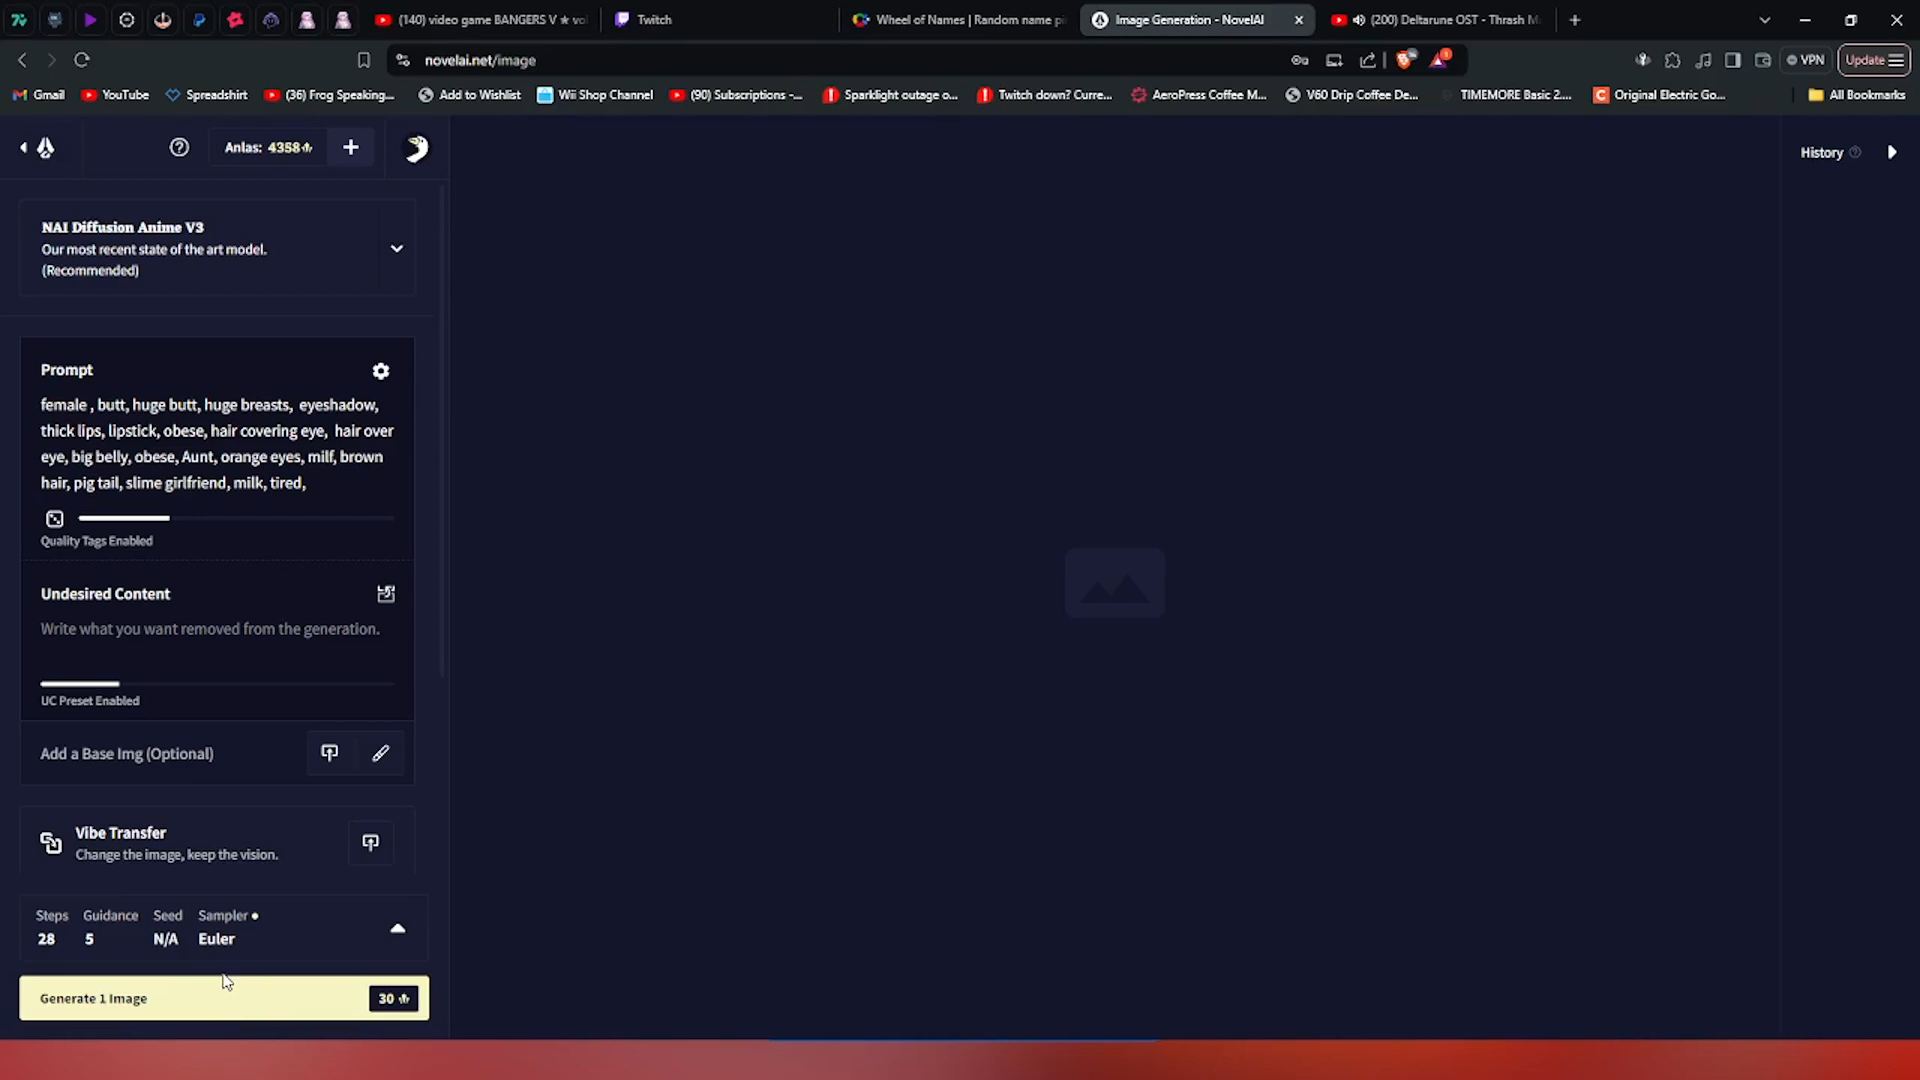 (140) video game BANGERS V ★ vo
Twitch
Wheel of Names | Random name pi
Image Generation - NovelAI
(200) Deltarune OST - Thrash M
novelai.net/image
VPN
Update
Gmail
YouTube
Spreadshirt
(36) Frog Speaking...
Add to Wishlist
Wii Shop Channel
(90) Subscriptions -...
Sparklight outage o...
Twitch down? Curre...
AeroPress Coffee M...
V60 Drip Coffee De...
TIMEMORE Basic 2....
Original Electric Go...
All Bookmarks
Anlas: 4358
History
NAI Diffusion Anime V3
Our most recent state of the art model.
(Recommended)
Prompt
female , butt, huge butt, huge breasts, eyeshadow,
thick lips, lipstick, obese, hair covering eye, hair over
eye, big belly, obese, Aunt, orange eyes, milf, brown
hair, pig tail, slime girlfriend, milk, tired,
Quality Tags Enabled
Undesired Content
Write what you want removed from the generation.
UC Preset Enabled
Add a Base Img (Optional)
Vibe Transfer
Change the image, keep the vision.
Steps Guidance Seed Sampler
28 5 N/A Euler
Generate 1 Image 30